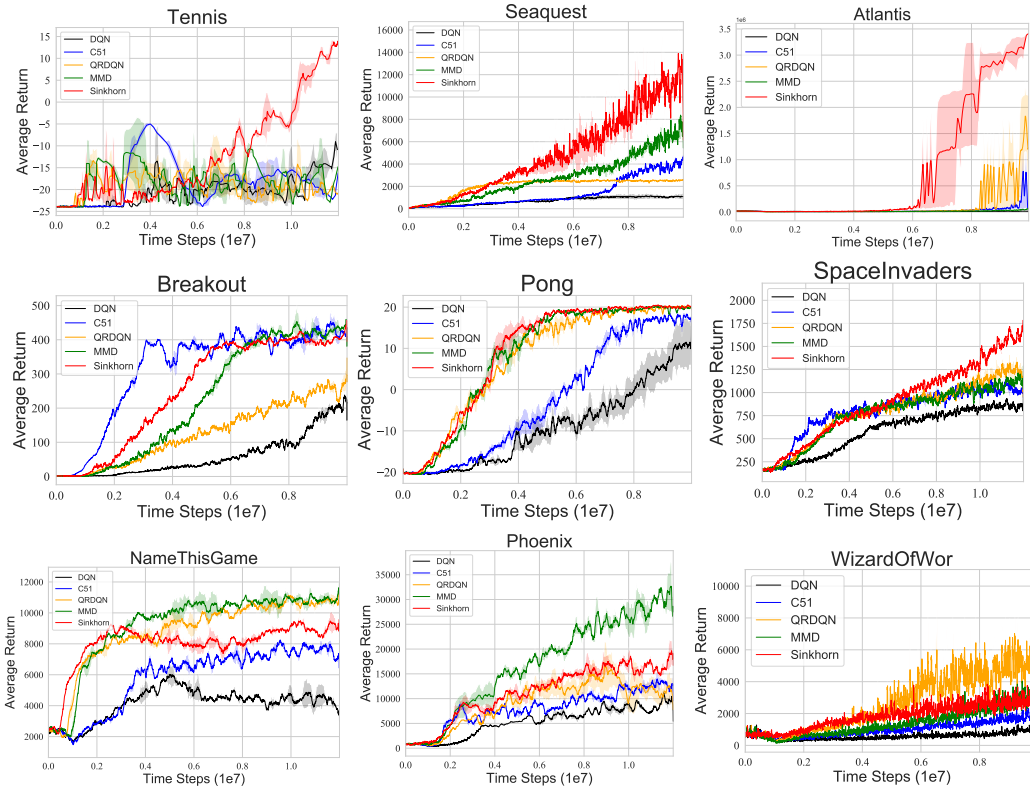 Tennis
15
10
5
0
−5
−10
−15
−20
−25
DQN
C51
QRDQN
MMD
Sinkhorn
0.0 0.2 0.4 0.6 0.8 1.0
Time Steps (1e7)
Average Return
Seaquest
16000
14000
12000
10000
8000
6000
4000
2000
0
DQN
C51
QRDQN
MMD
Sinkhorn
0.0 0.2 0.4 0.6 0.8
Time Steps (1e7)
Average Return
Atlantis
1e6
3.5
3.0
2.5
2.0
1.5
1.0
0.5
0.0
DQN
C51
QRDQN
MMD
Sinkhorn
0.0 0.2 0.4 0.6 0.8
Time Steps (1e7)
Average Return
Breakout
500
400
300
200
100
0
DQN
C51
QRDQN
MMD
Sinkhorn
0.0 0.2 0.4 0.6 0.8
Time Steps (1e7)
Average Return
Pong
20
10
0
−10
−20
DQN
C51
QRDQN
MMD
Sinkhorn
0.0 0.2 0.4 0.6 0.8
Time Steps (1e7)
Average Return
SpaceInvaders
2000
1750
1500
1250
1000
750
500
250
DQN
C51
QRDQN
MMD
Sinkhorn
0.0 0.2 0.4 0.6 0.8 1.0
Time Steps (1e7)
Average Return
NameThisGame
12000
10000
8000
6000
4000
2000
DQN
C51
QRDQN
MMD
Sinkhorn
0.0 0.2 0.4 0.6 0.8 1.0
Time Steps (1e7)
Average Return
Phoenix
35000
30000
25000
20000
15000
10000
5000
0
DQN
C51
QRDQN
MMD
Sinkhorn
0.0 0.2 0.4 0.6 0.8 1.0
Time Steps (1e7)
Average Return
WizardOfWor
10000
8000
6000
4000
2000
0
DQN
C51
QRDQN
MMD
Sinkhorn
0.0 0.2 0.4 0.6 0.8
Time Steps (1e7)
Average Return